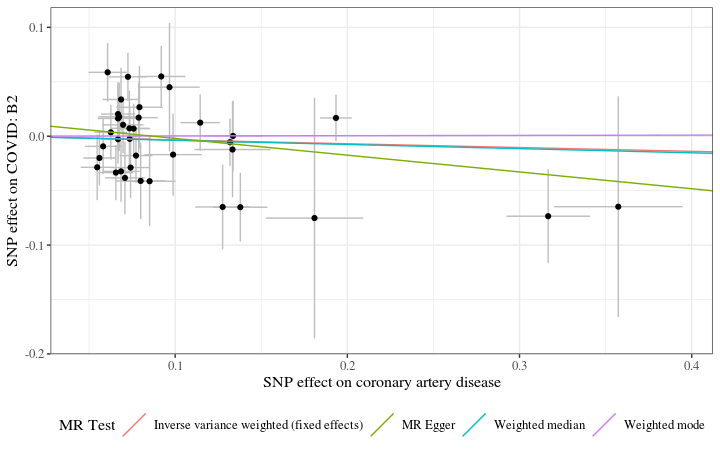 0.1
0.0
-0.1
-0.2
SNP effect on COVID: B2
0.1
0.2
0.3
0.4
SNP effect on coronary artery disease
MR Test
Inverse variance weighted (fixed effects)
MR Egger
Weighted median
Weighted mode